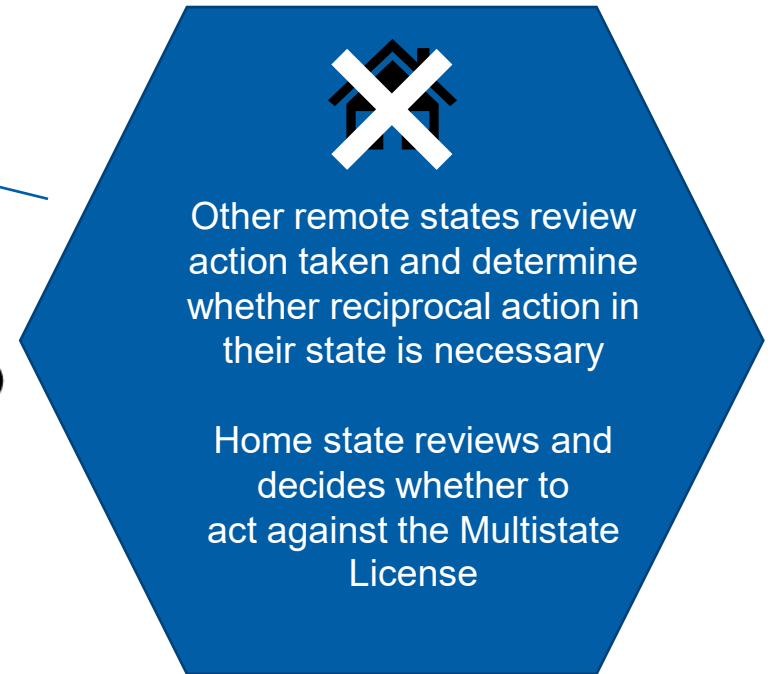 Other remote states review
action taken and determine
whether reciprocal action in
their state is necessary
Home state reviews and
decides whether to
act against the Multistate
License